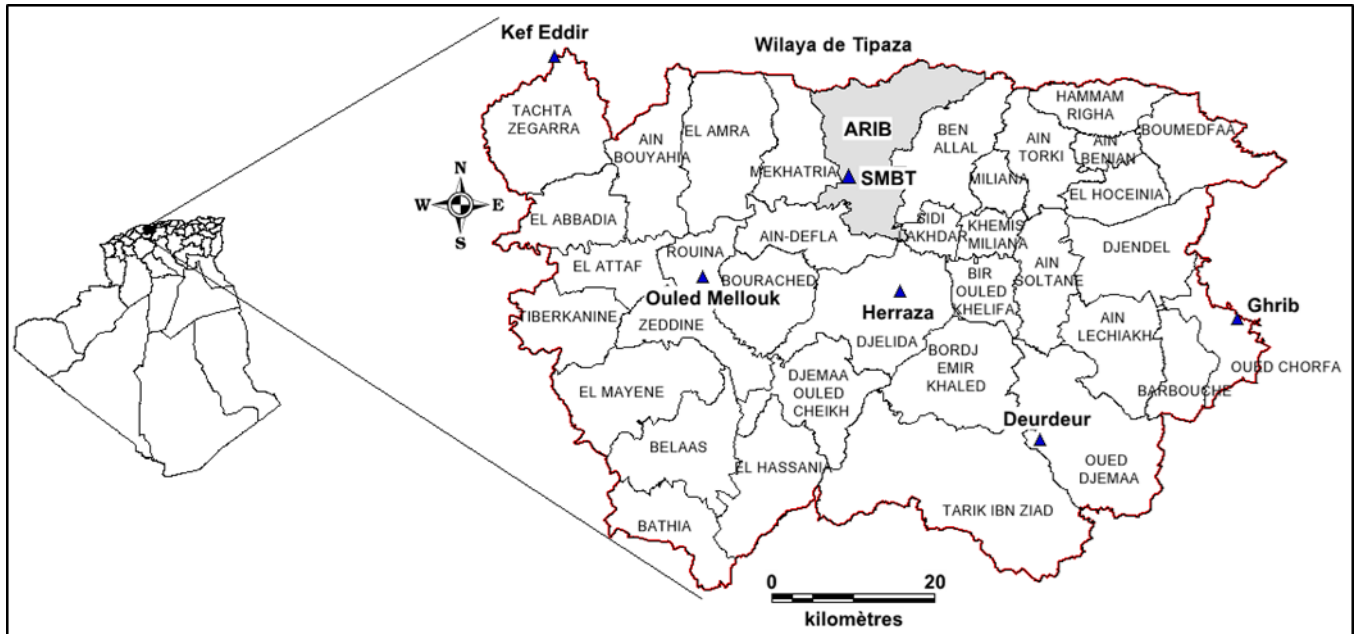 Kef Eddir
Wilaya de Tipaza
TACHTA
ZEGARRA
AIN
BOUYAHIA
EL AMRA
MEKHATRIA
ARIB
SMBT
BEN
ALLAL
MILIANA
AIN
TORKI
HAMMAM
RIGHA
BOUMEDFAA
AIN
BENIAN
EL HOCEINIA
N
W
E
S
EL ABBADIA
EL ATTAF
ROUINA
AIN-DEFLA
SIDI
LAKHDAR
KHEMIS
MILIANA
AIN
SOLTANE
DJENDEL
Ouled Mellouk
BOURACHED
Herraza
BIR
OULED
KHELIFA
Ghrib
TIBERKANINE
ZEDDINE
DJELIDA
BORDJ
EMIR
KHALED
AIN
LECHIAKH
BARBOUCHE
OUED CHORFA
EL MAYENE
DJEMAA
OULED
CHEIKH
Deurdeur
BELAAS
EL HASSANIA
OUED
DJEMAA
BATHIA
TARIK IBN ZIAD
0
20
kilomètres